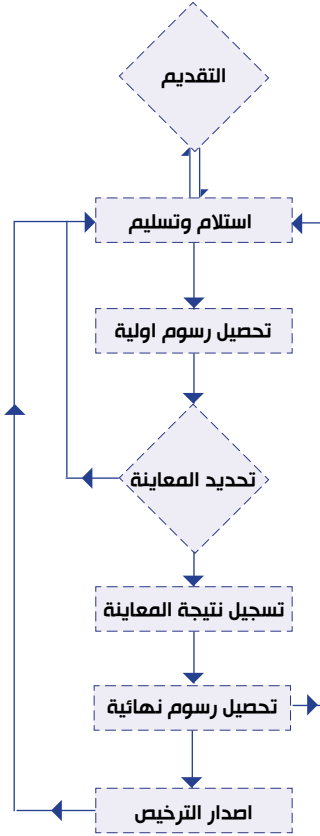 التقديم
استلام وتسليم
تحصيل رسوم اولية
تحديد المعاينة
تسجيل نتيجة المعاينة
تحصيل رسوم نهائية
اصدار الترخيص